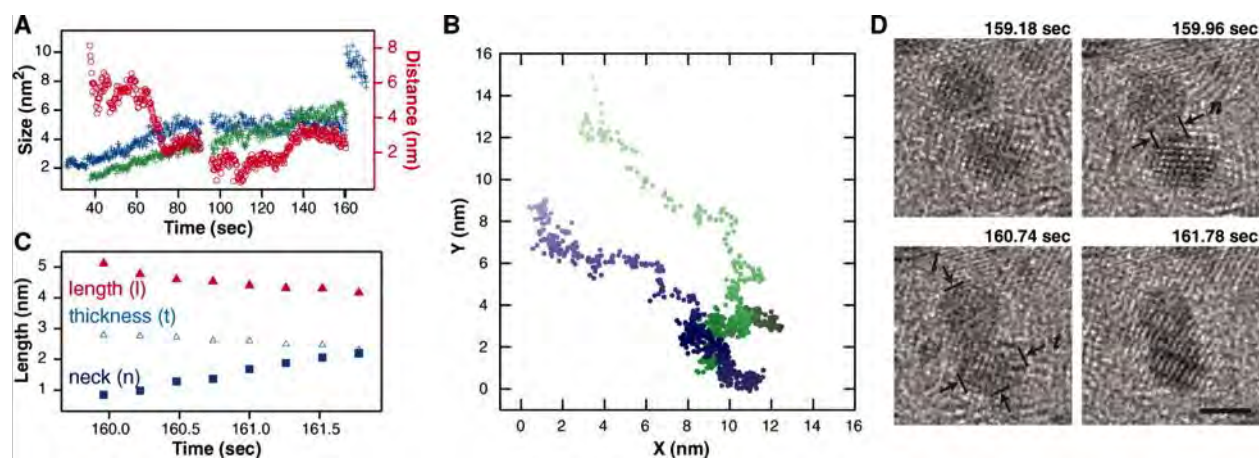 A
10
8
6
4
2
Size (nm²)
8
6
4
2
Distance (nm)
40 60 80 100 120 140 160
Time (sec)
B
16
14
12
10
8
6
4
2
0
Y (nm)
0 2 4 6 8 10 12 14 16
X (nm)
C
5
4
3
2
1
Length (nm)
length (l)
thickness (t)
neck (n)
160.0 160.5 161.0 161.5
Time (sec)
D
159.18 sec
159.96 sec
n
160.74 sec
161.78 sec
l
t